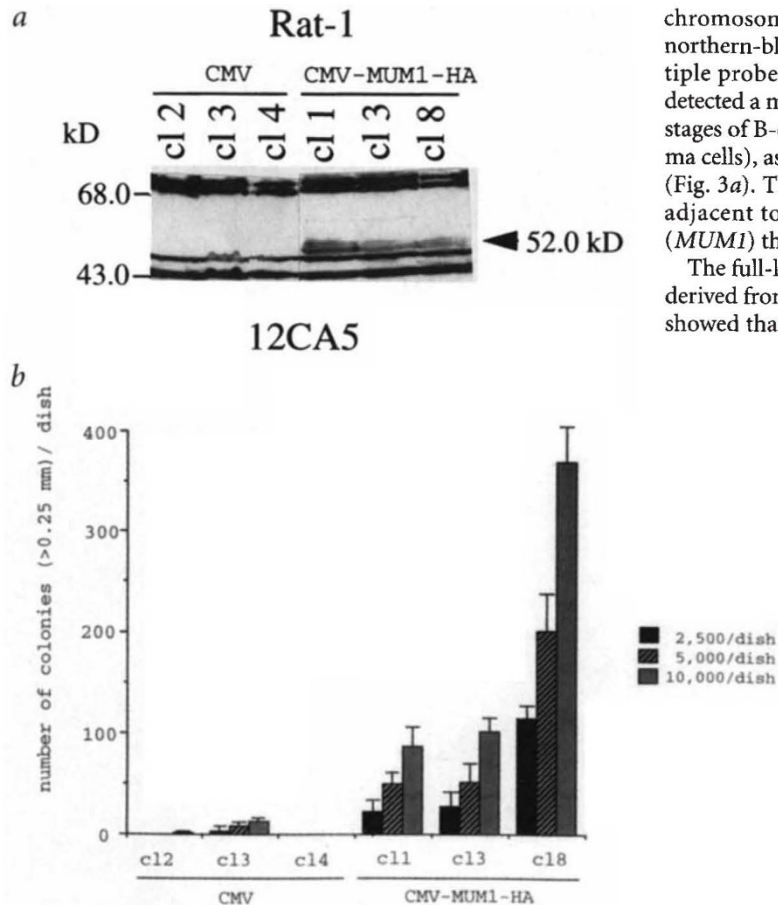 a
Rat-1
CMV CMV-MUM1-HA
kD cl 2 cl 3 cl 4 cl 1 cl 3 cl 8
68.0
52.0 kD
43.0
12CA5
b
number of colonies (>0.25 mm)/ dish
400
300
200
100
0
2,500/dish
5,000/dish
10,000/dish
cl2 cl3 cl4 cl1 cl3 cl8
CMV CMV-MUM1-HA
chromosom
northern-bl
tiple probe
detected a m
stages of B-
ma cells), as
(Fig. 3a). T
adjacent to
(MUM1) th
The full-l
derived from
showed tha